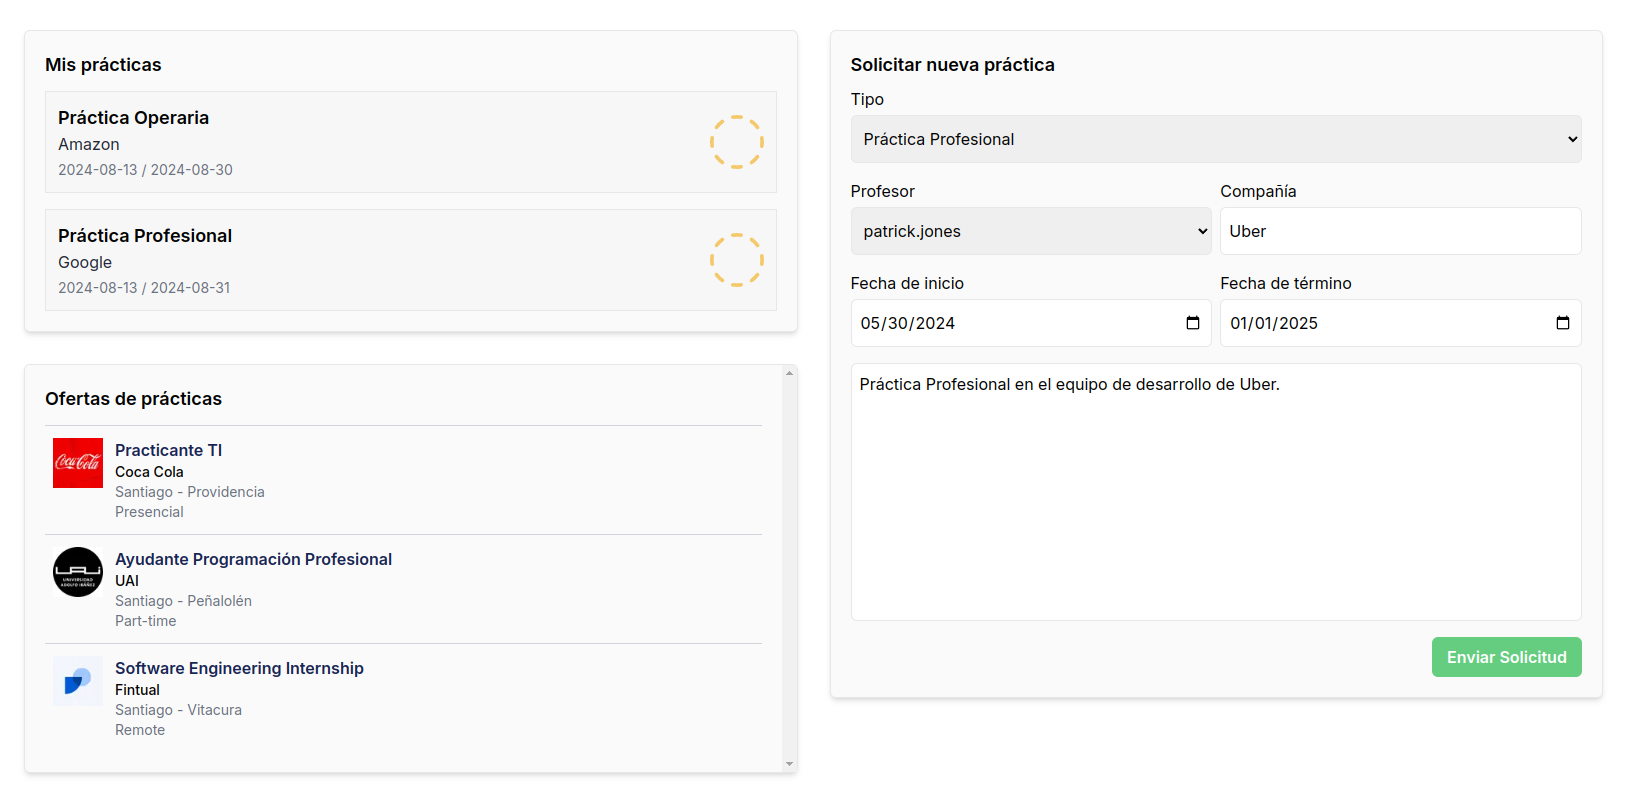 Mis prácticas
Práctica Operaria
Amazon
2024-08-13 / 2024-08-30
Práctica Profesional
Google
2024-08-13 / 2024-08-31
Ofertas de prácticas
Coca-Cola
Practicante TI
Coca Cola
Santiago - Providencia
Presencial
UAI
UNIVERSIDAD
ADOLFO IBÁÑEZ
Ayudante Programación Profesional
UAI
Santiago - Peñalolén
Part-time
Software Engineering Internship
Fintual
Santiago - Vitacura
Remote
Solicitar nueva práctica
Tipo
Práctica Profesional
Profesor
Compañía
patrick.jones
Uber
Fecha de inicio
Fecha de término
05/30/2024
01/01/2025
Práctica Profesional en el equipo de desarrollo de Uber.
Enviar Solicitud